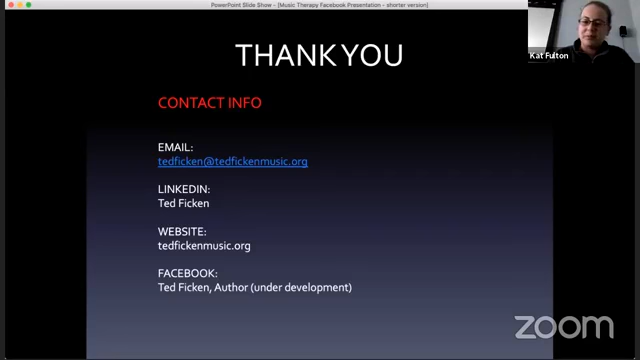 PowerPoint Slide Show - [Music Therapy Facebook Presentation - shorter version]
Kat Fulton
THANK YOU
CONTACT INFO
EMAIL:
tedficken@tedfickenmusic.org
LINKEDIN:
Ted Ficken
WEBSITE:
tedfickenmusic.org
FACEBOOK:
Ted Ficken, Author (under development)
zoom